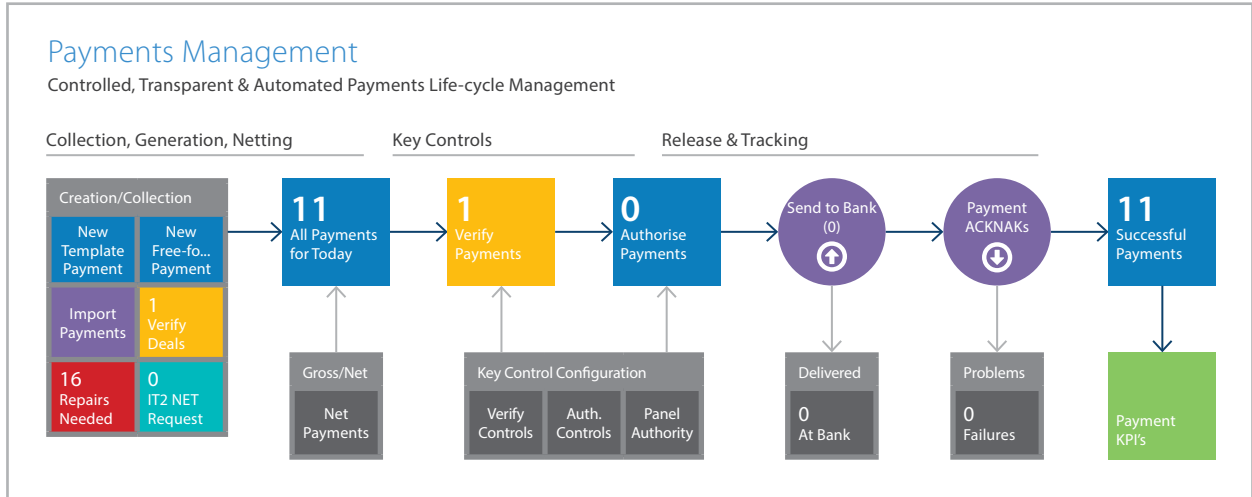 Payments Management
Controlled, Transparent & Automated Payments Life-cycle Management
Collection, Generation, Netting
Key Controls
Release & Tracking
Creation/Collection
New
Template
Payment
New
Free-fo...
Payment
Import
Payments
1
Verify
Deals
16
Repairs
Needed
0
IT2 NET
Request
11
All Payments
for Today
1
Verify
Payments
0
Authorise
Payments
Send to Bank
(0)
Payment
ACKNAKs
11
Successful
Payments
Gross/Net
Net
Payments
Key Control Configuration
Verify
Controls
Auth.
Controls
Panel
Authority
Delivered
0
At Bank
Problems
0
Failures
Payment
KPI's